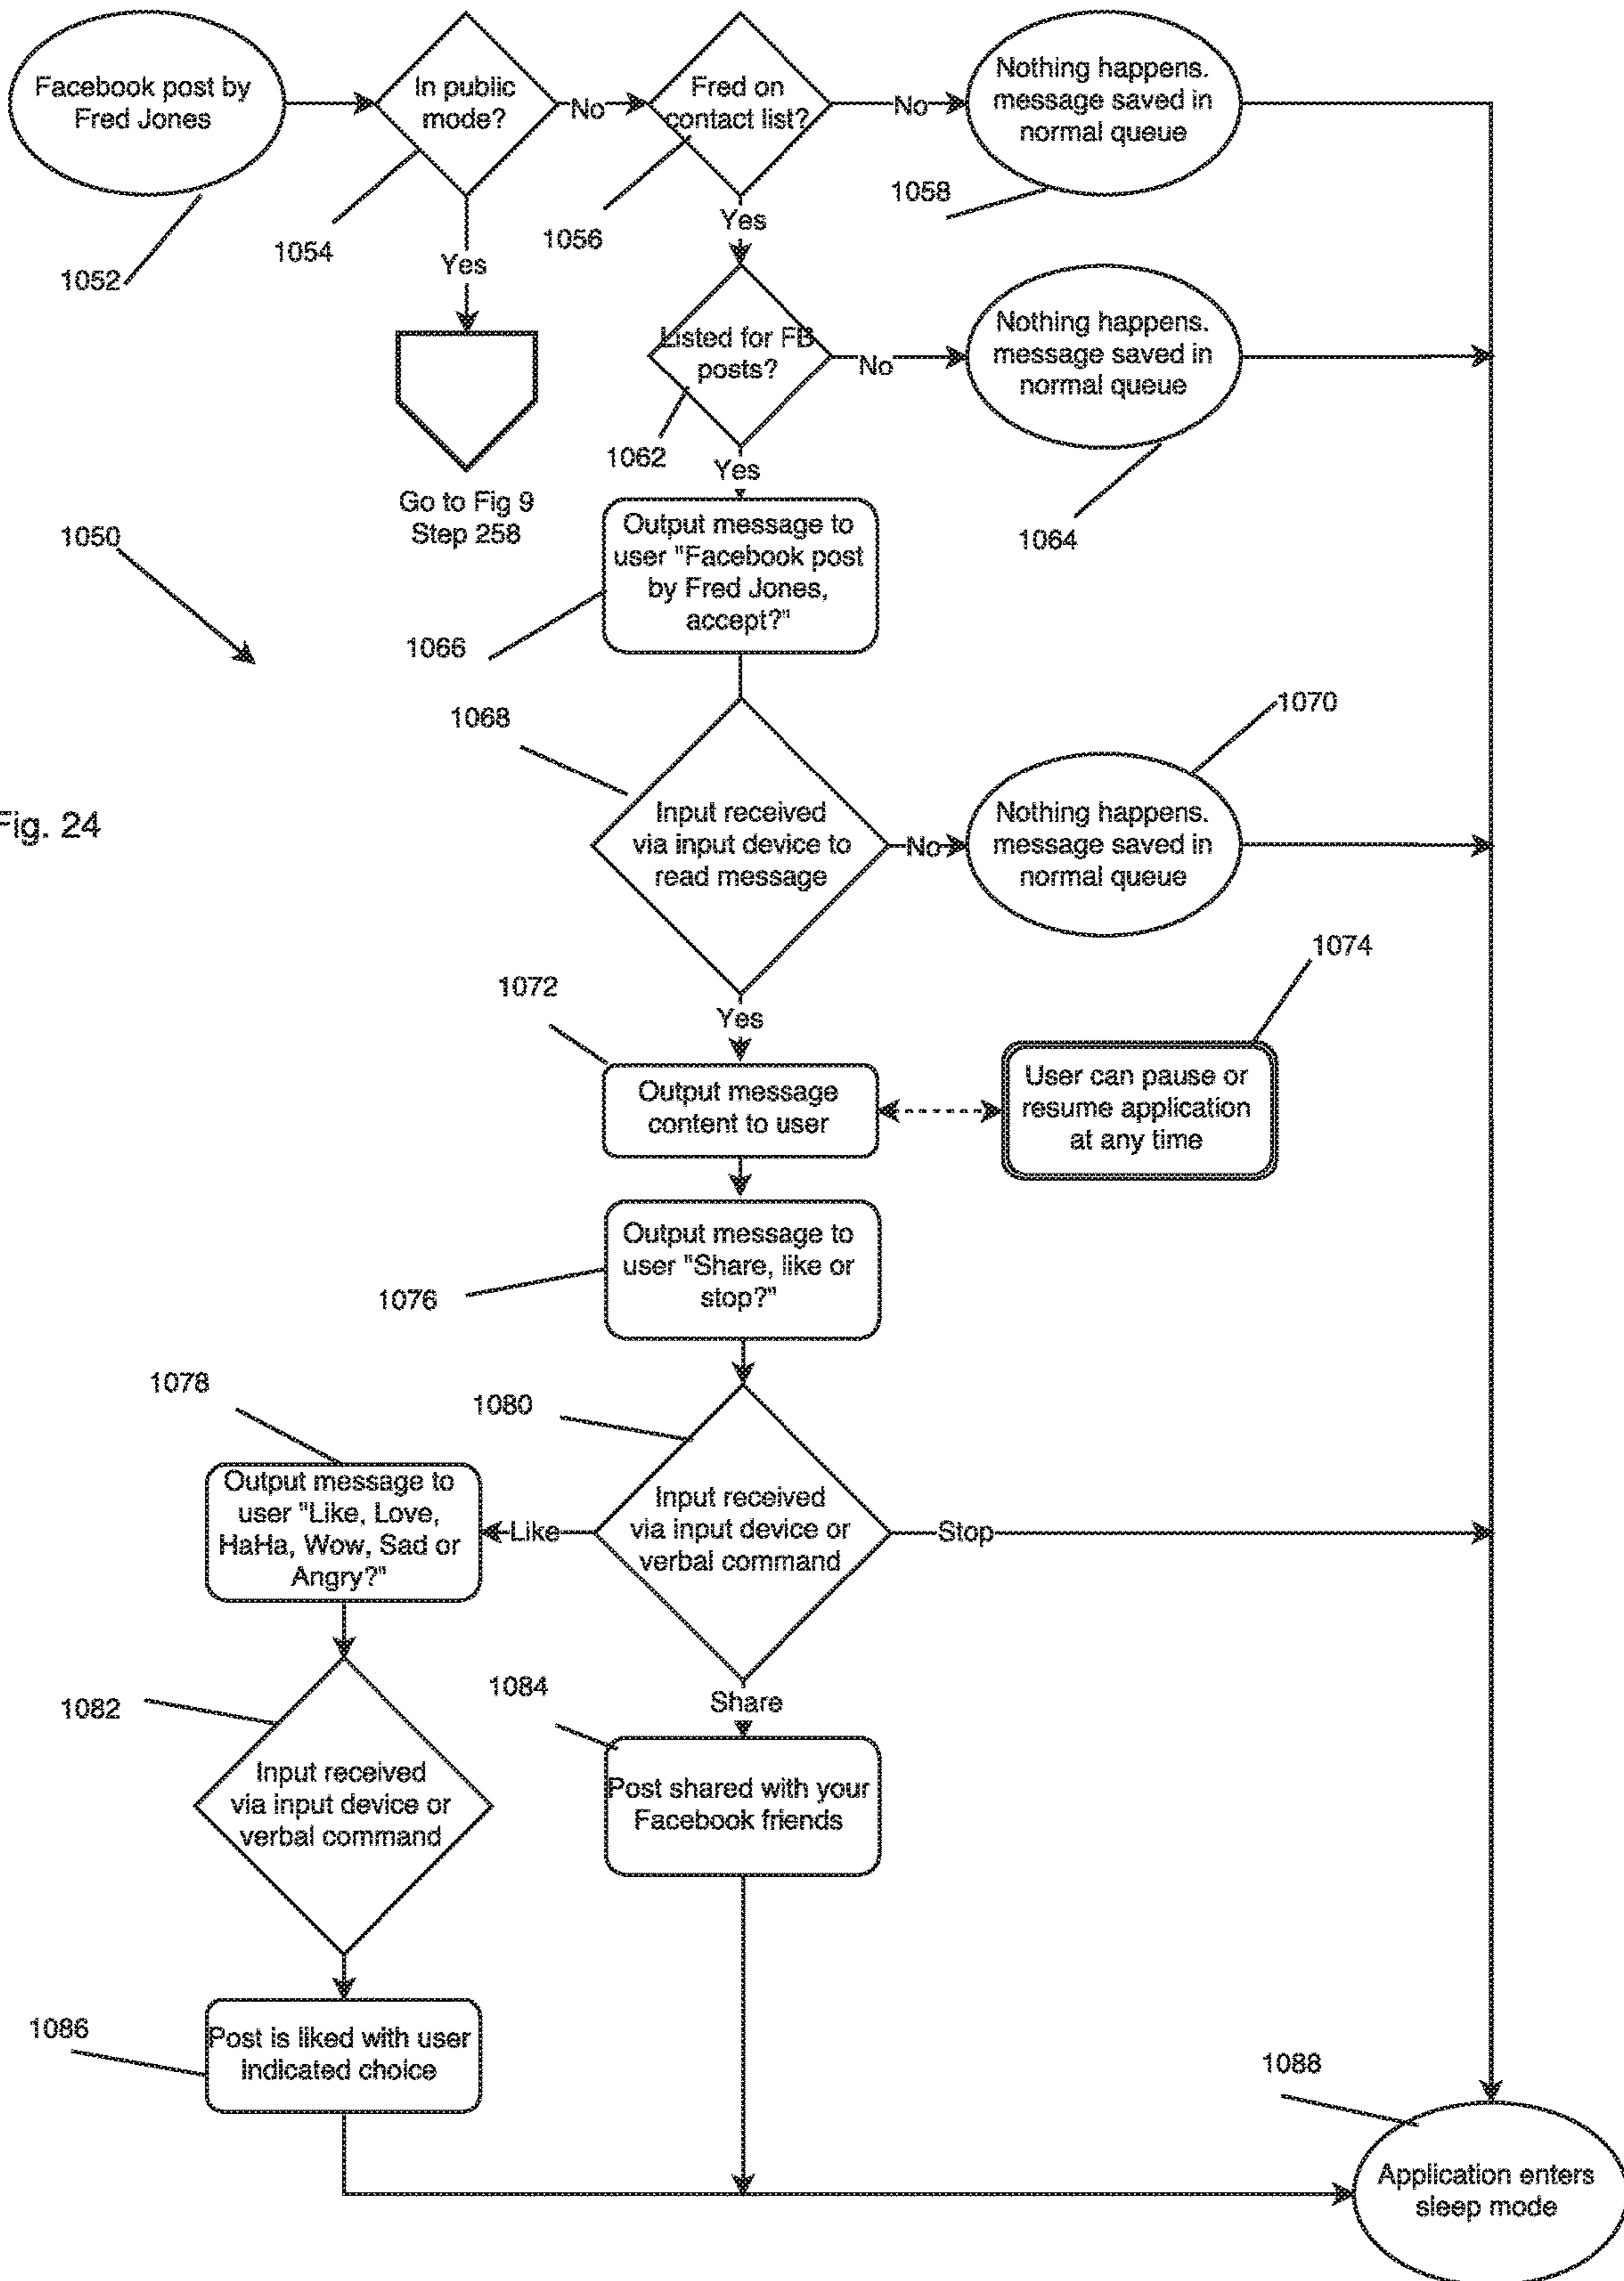 Facebook post by
Fred Jones
In public
mode?
No
Fred on
contact list?
No
Nothing happens.
message saved in
normal queue
1052
1054
Yes
1056
Yes
1058
Go to Fig 9
Step 258
Listed for FB
posts?
No
Nothing happens.
message saved in
normal queue
1062
Yes
1064
1050
Output message to
user "Facebook post
by Fred Jones,
accept?"
1066
1068
1070
Fig. 24
Input received
via input device to
read message
No
Nothing happens.
message saved in
normal queue
1072
Yes
1074
Output message
content to user
User can pause or
resume application
at any time
Output message to
user "Share, like or
stop?"
1076
1078
1080
Output message to
user "Like, Love,
HaHa, Wow, Sad or
Angry?"
Like
Input received
via input device or
verbal command
Stop
1082
1084
Share
Input received
via input device or
verbal command
Post shared with your
Facebook friends
1086
Post is liked with user
indicated choice
1088
Application enters
sleep mode